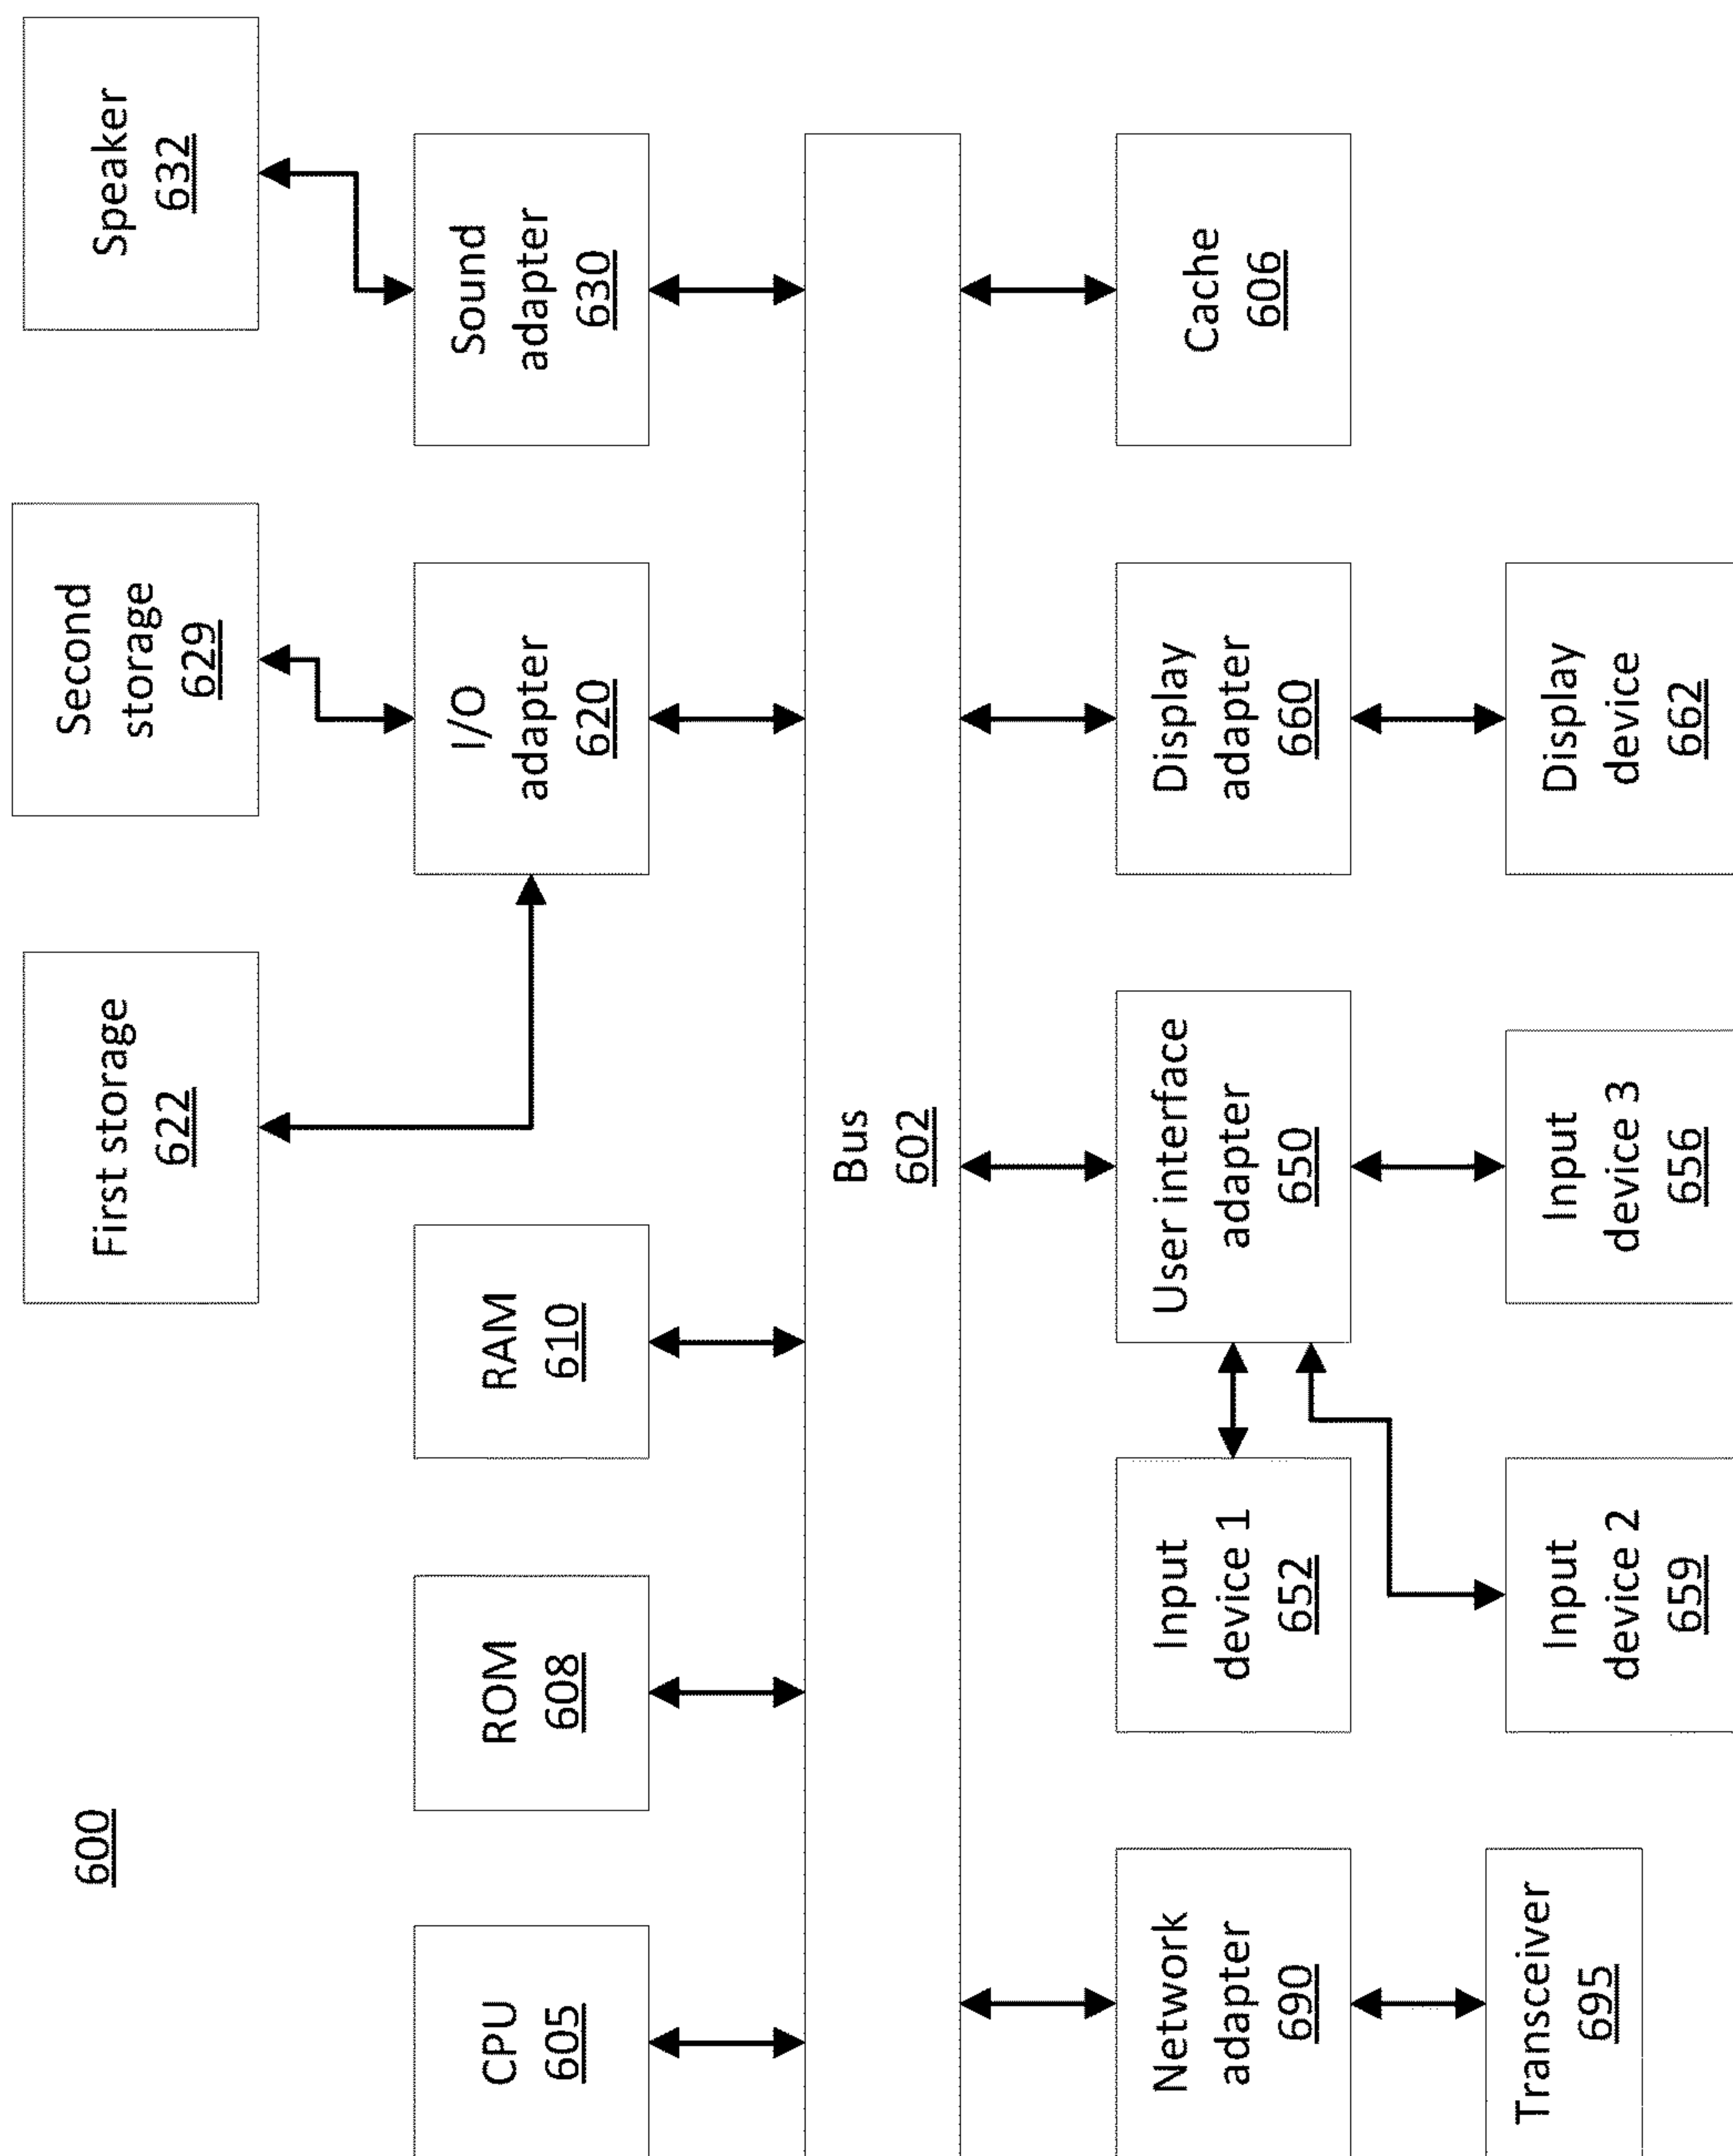 600
First storage
622
Second
storage
629
Speaker
632
CPU
605
ROM
608
RAM
610
I/O
adapter
620
Sound
adapter
630
Bus
602
Network
adapter
690
Input
device 1
652
User interface
adapter
650
Display
adapter
660
Cache
606
Transceiver
695
Input
device 2
659
Input
device 3
656
Display
device
662